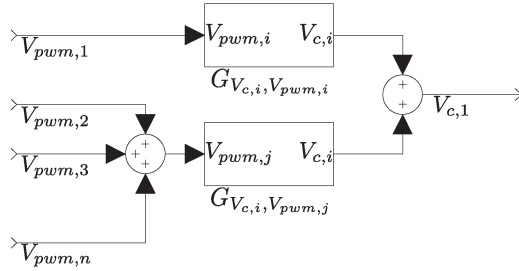 V_{pwm,1}
V_{pwm,i} V_{c,i}
G_{V_{c,i},V_{pwm,i}}
+
+
V_{c,1}
V_{pwm,2}
V_{pwm,3}
+
+
+
V_{pwm,j} V_{c,i}
G_{V_{c,i},V_{pwm,j}}
V_{pwm,n}